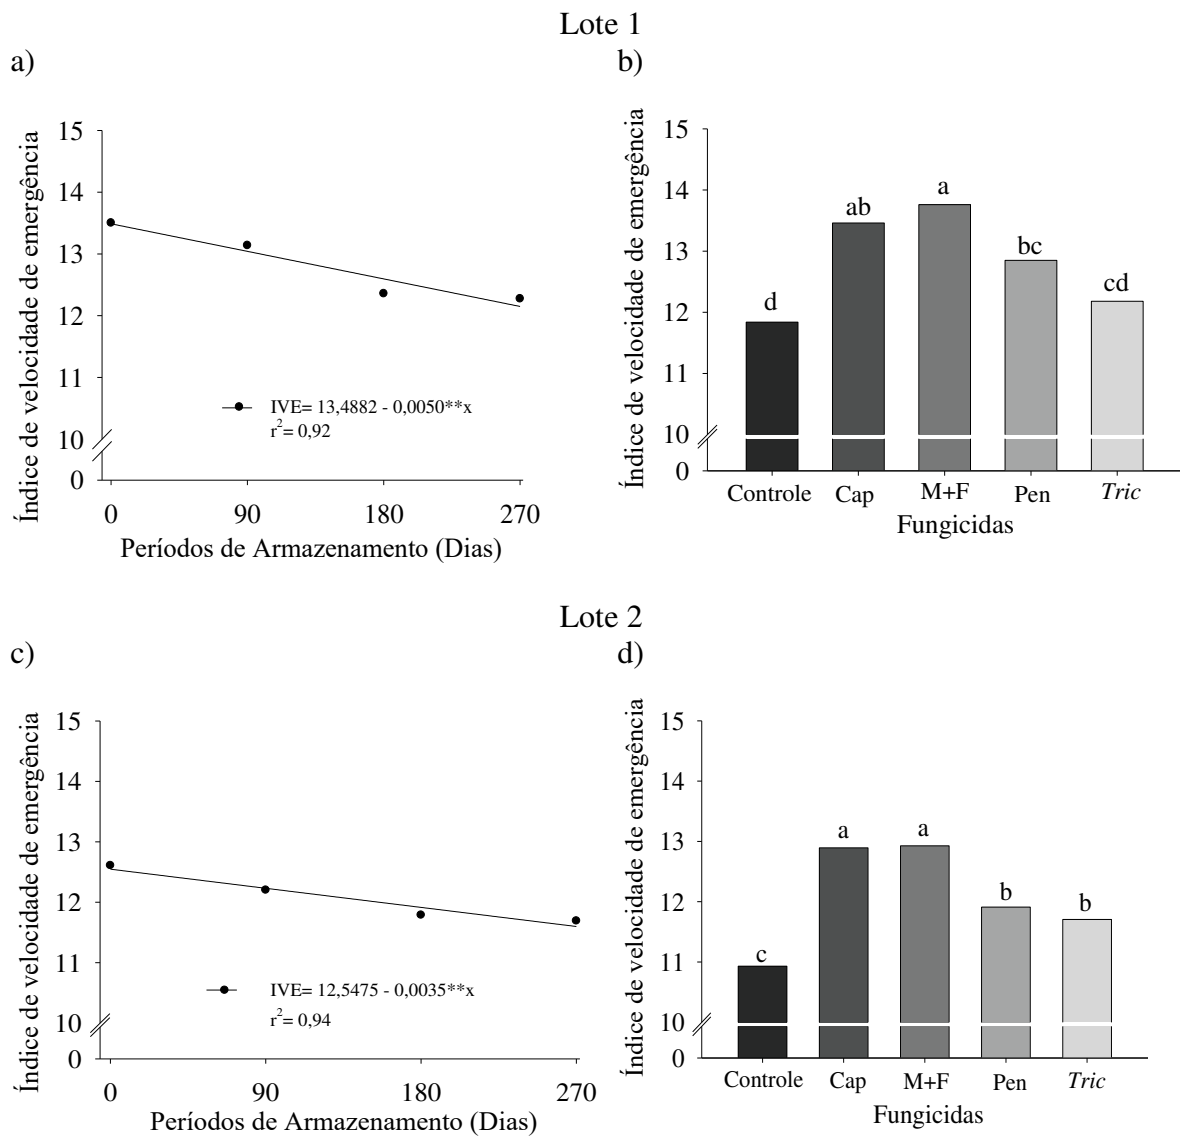 Lote 1
a)
Índice de velocidade de emergência
15
14
13
12
11
10
0
IVE= 13,4882 - 0,0050**x
r²= 0,92
0 90 180 270
Períodos de Armazenamento (Dias)
b)
Índice de velocidade de emergência
15
14
13
12
11
10
0
d ab a bc cd
Controle Cap M+F Pen Tric
Fungicidas
Lote 2
c)
Índice de velocidade de emergência
15
14
13
12
11
10
0
IVE= 12,5475 - 0,0035**x
r²= 0,94
0 90 180 270
Períodos de Armazenamento (Dias)
d)
Índice de velocidade de emergência
15
14
13
12
11
10
0
c a a b b
Controle Cap M+F Pen Tric
Fungicidas